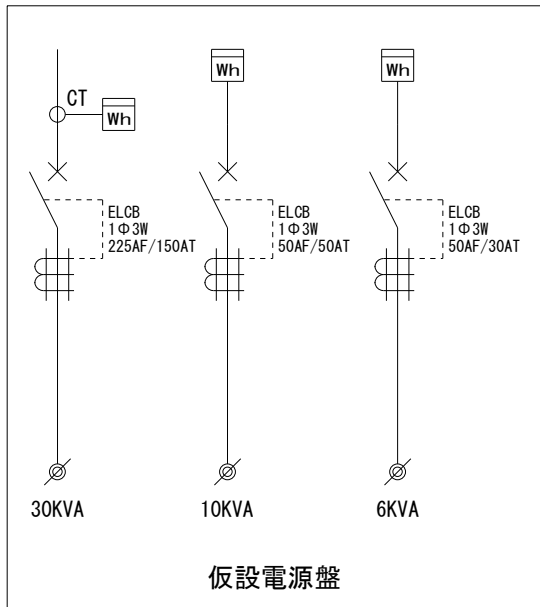 CT
Wh
Wh
Wh
ELCB
1Φ3W
225AF/150AT
ELCB
1Φ3W
50AF/50AT
ELCB
1Φ3W
50AF/30AT
30KVA
10KVA
6KVA
仮設電源盤